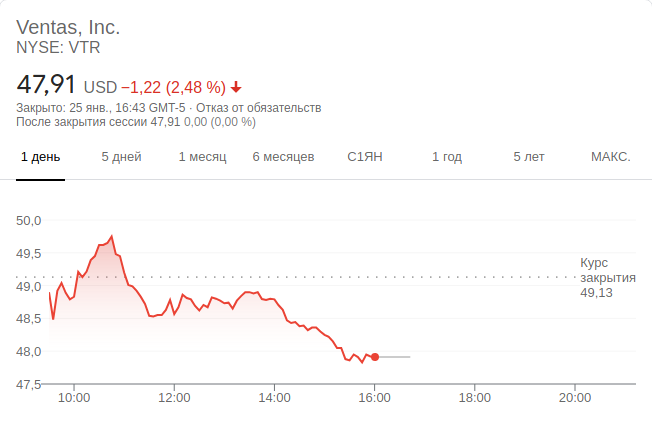 Ventas, Inc.
NYSE: VTR
47,91 USD −1,22 (2,48 %)
Закрыто: 25 янв., 16:43 GMT-5 · Отказ от обязательств
После закрытия сессии 47,91 0,00 (0,00 %)
1 день 5 дней 1 месяц 6 месяцев С1ЯН 1 год 5 лет МАКС.
50,0
49,5
49,0
48,5
48,0
47,5
Курс
закрытия
49,13
10:00 12:00 14:00 16:00 18:00 20:00